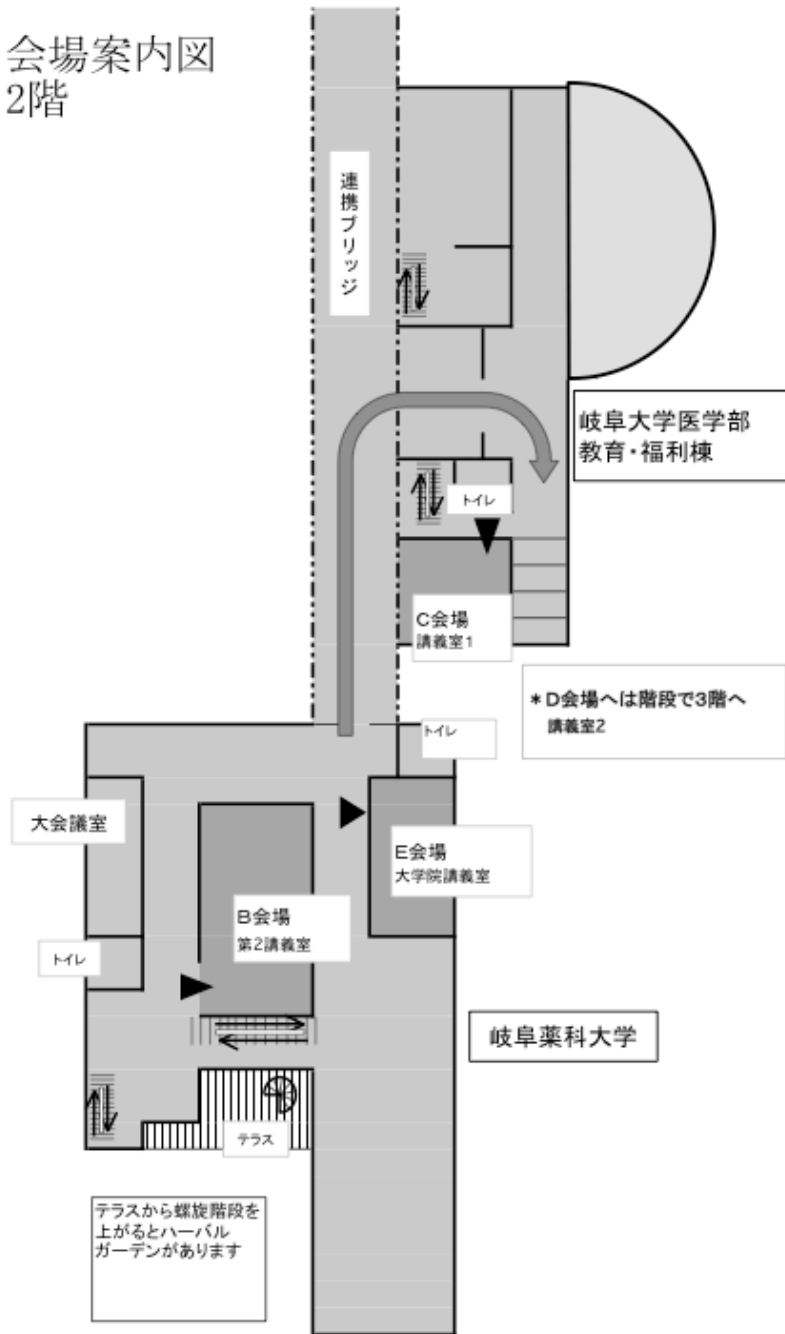 会場案内図
2階
連携ブリッジ
岐阜大学医学部
教育・福利棟
トイレ
C会場
講義室1
*D会場へは階段で3階へ
講義室2
トイレ
大会議室
E会場
大学院講義室
B会場
第2講義室
トイレ
岐阜薬科大学
テラス
テラスから螺旋階段を
上がるとハーバル
ガーデンがあります